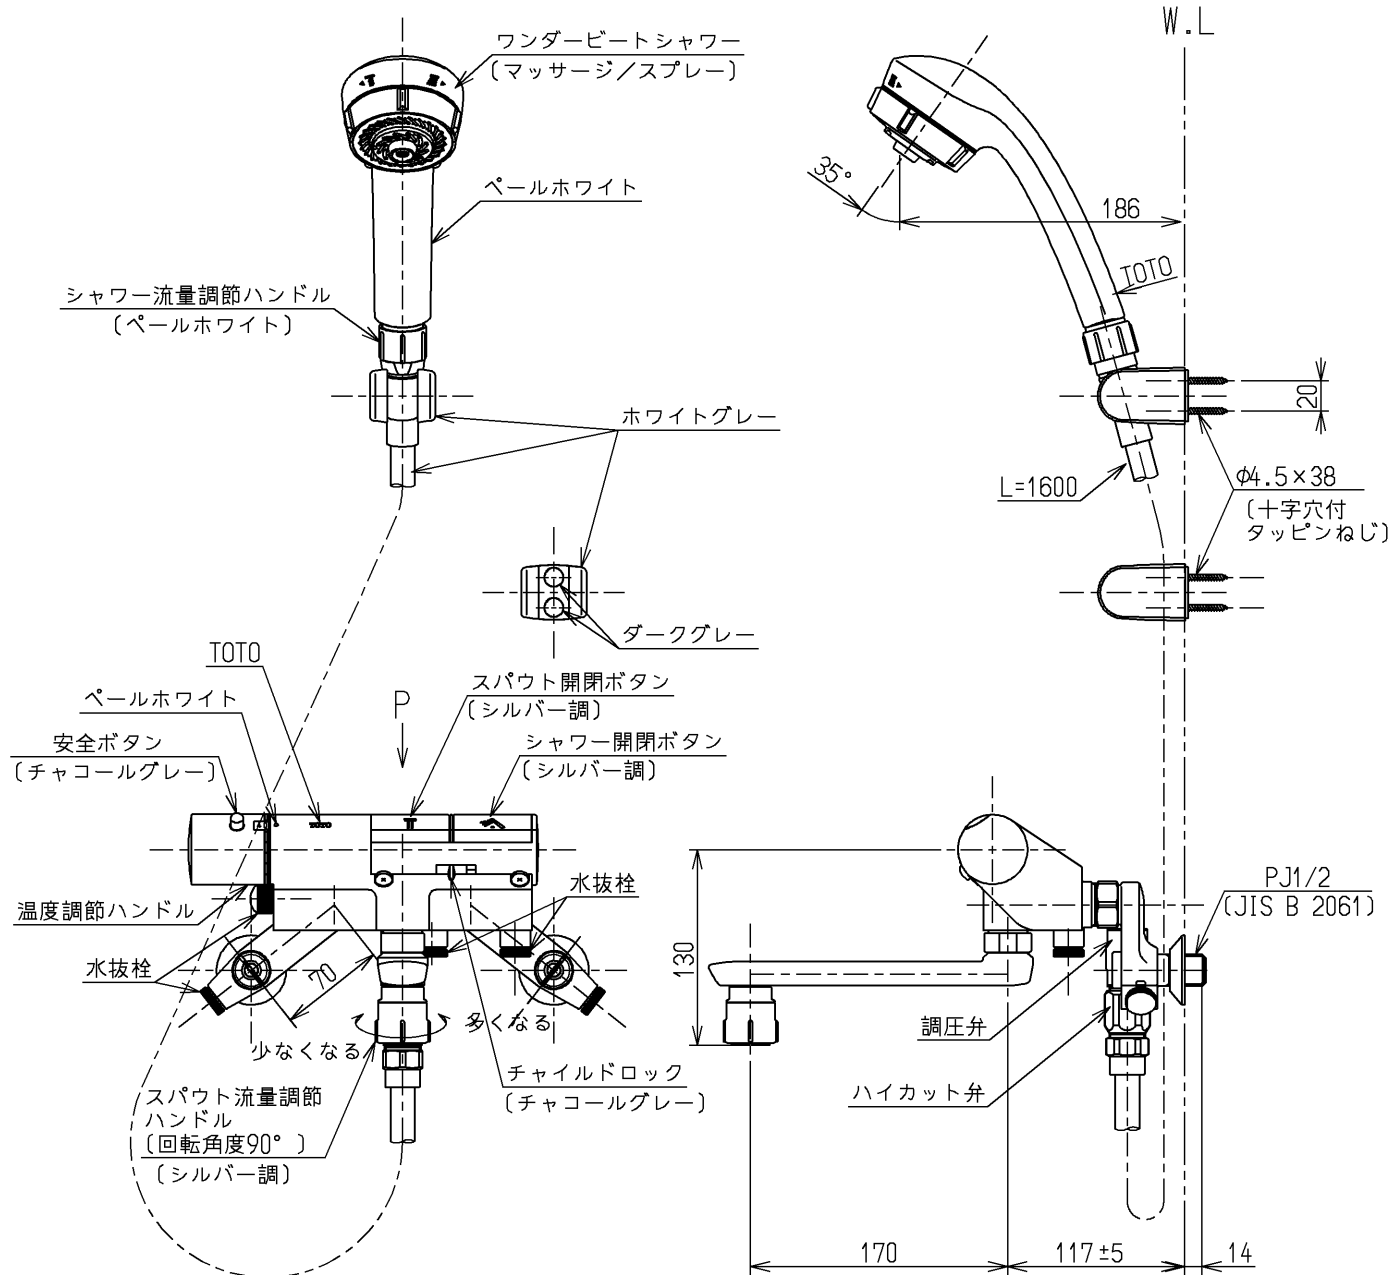 W.L
ワンダービートシャワー
(マッサージ/スプレー)
35°
ペールホワイト
186
TOTO
シャワー流量調節ハンドル
(ペールホワイト)
20
ホワイトグレー
L=1600
φ4.5×38
(十字穴付
タッピンねじ)
ダークグレー
TOTO
スパウト開閉ボタン
(シルバー調)
ペールホワイト
P
安全ボタン
(チャコールグレー)
シャワー開閉ボタン
(シルバー調)
TOTO
水抜栓
PJ1/2
(JIS B 2061)
温度調節ハンドル
130
水抜栓
70
多くなる
調圧弁
少なくなる
チャイルドロック
(チャコールグレー)
ハイカット弁
スパウト流量調節
ハンドル
(回転角度90°)
(シルバー調)
170
117±5
14